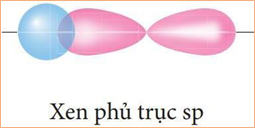 Xen phủ trục sp